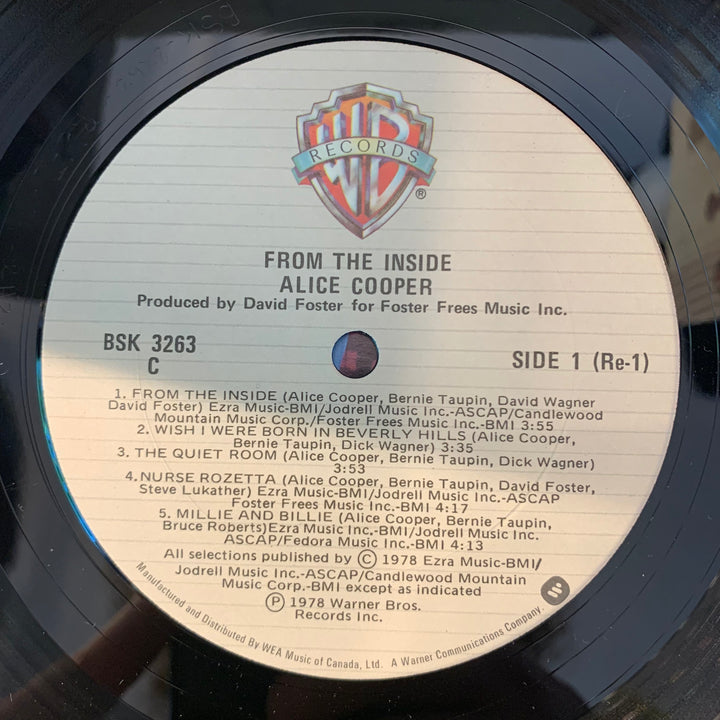 WB
RECORDS
®
FROM THE INSIDE
ALICE COOPER
Produced by David Foster for Foster Frees Music Inc.
BSK 3263
C
SIDE 1 (Re-1)
1. FROM THE INSIDE (Alice Cooper, Bernie Taupin, David Wagner
David Foster) Ezra Music-BMI/Jodrell Music Inc.-ASCAP/Candlewood
Mountain Music Corp./Foster Frees Music Inc.-BMI 3:55
2. WISH I WERE BORN IN BEVERLY HILLS (Alice Cooper,
Bernie Taupin, Dick Wagner) 3:35
3. THE QUIET ROOM (Alice Cooper, Bernie Taupin, Dick Wagner)
3:53
4. NURSE ROZETTA (Alice Cooper, Bernie Taupin, David Foster,
Steve Lukather) Ezra Music-BMI/Jodrell Music Inc.-ASCAP
Foster Frees Music Inc.-BMI 4:17
5. MILLIE AND BILLIE (Alice Cooper, Bernie Taupin,
Bruce Roberts)Ezra Music Inc.-BMI/Jodrell Music Inc.
ASCAP/Fedora Music Inc.-BMI 4:13
All selections published by © 1978 Ezra Music-BMI/
Jodrell Music Inc.-ASCAP/Candlewood Mountain
Music Corp.-BMI except as indicated
℗ 1978 Warner Bros.
Records Inc.
Manufactured and Distributed By WEA Music of Canada, Ltd. A Warner Communications Company.